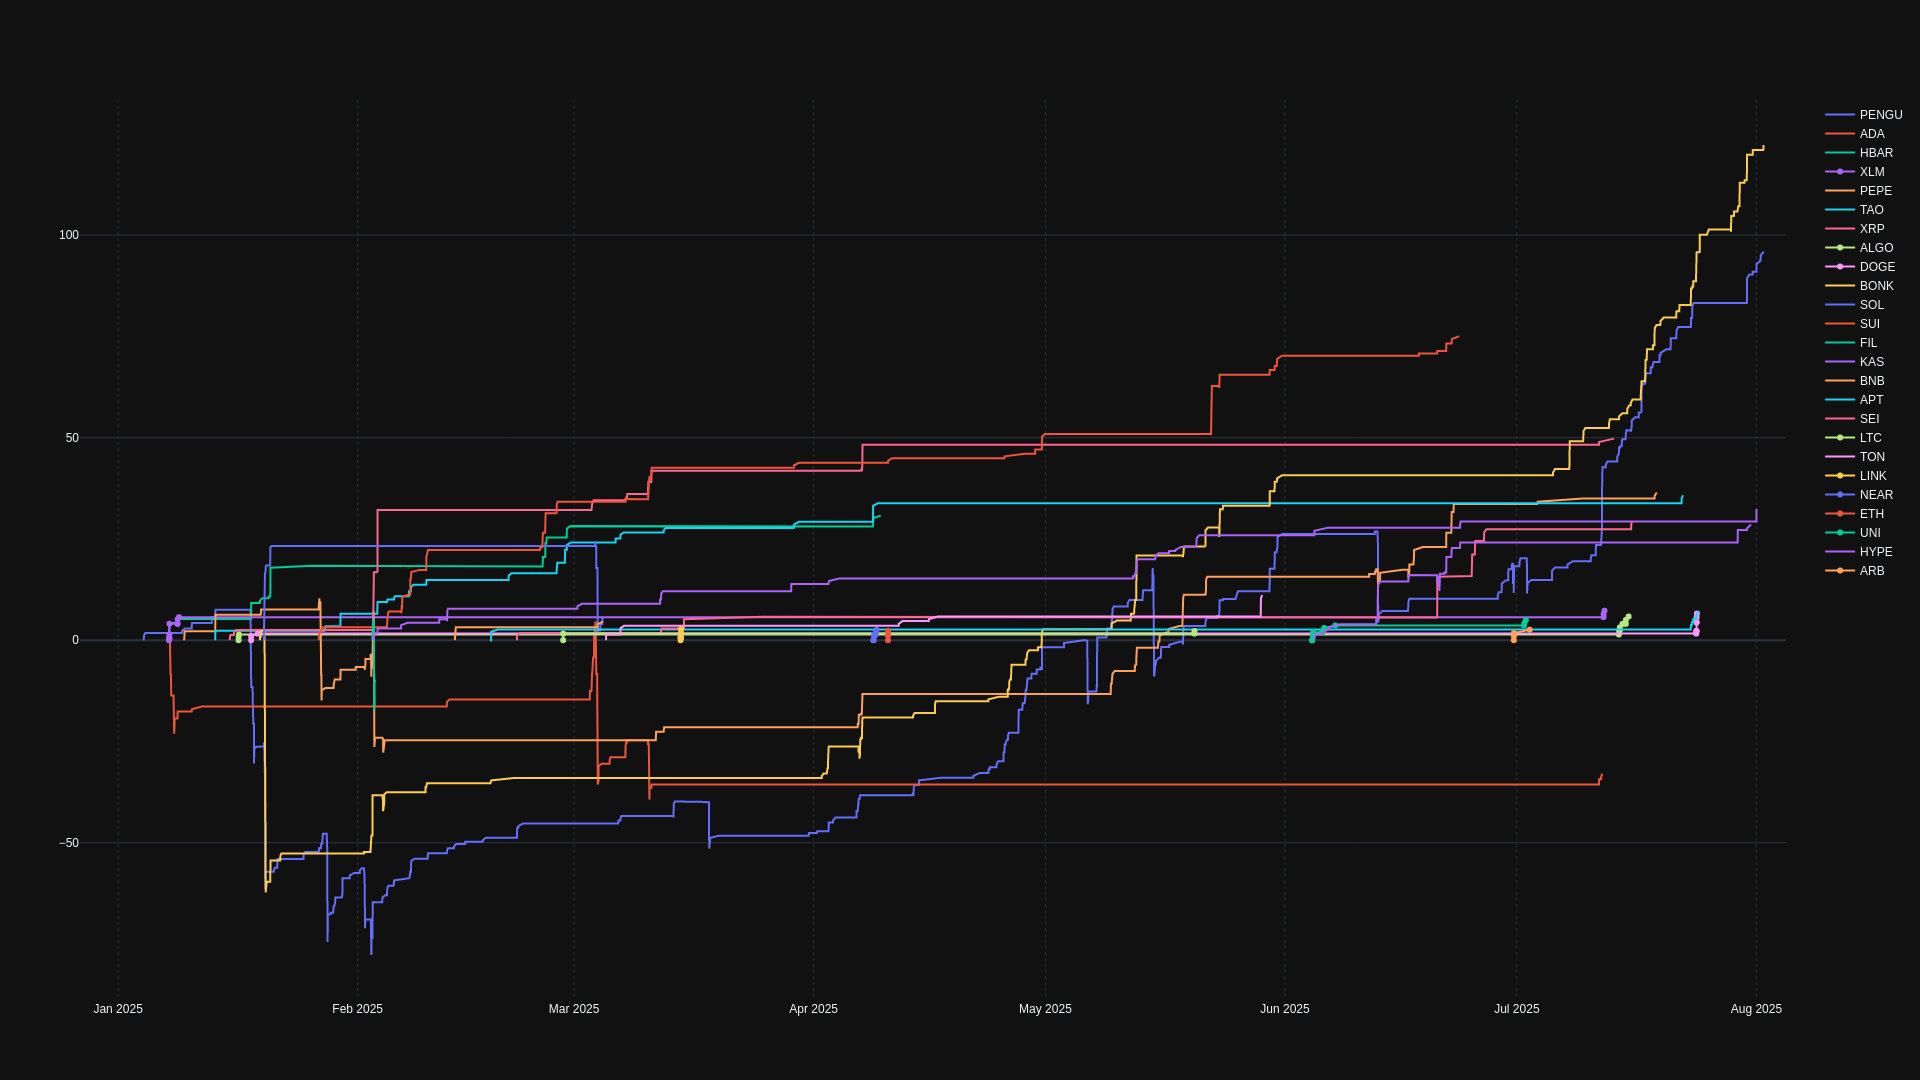 100
50
0
−50
Jan 2025
Feb 2025
Mar 2025
Apr 2025
May 2025
Jun 2025
Jul 2025
Aug 2025
PENGU
ADA
HBAR
XLM
PEPE
TAO
XRP
ALGO
DOGE
BONK
SOL
SUI
FIL
KAS
BNB
APT
SEI
LTC
TON
LINK
NEAR
ETH
UNI
HYPE
ARB